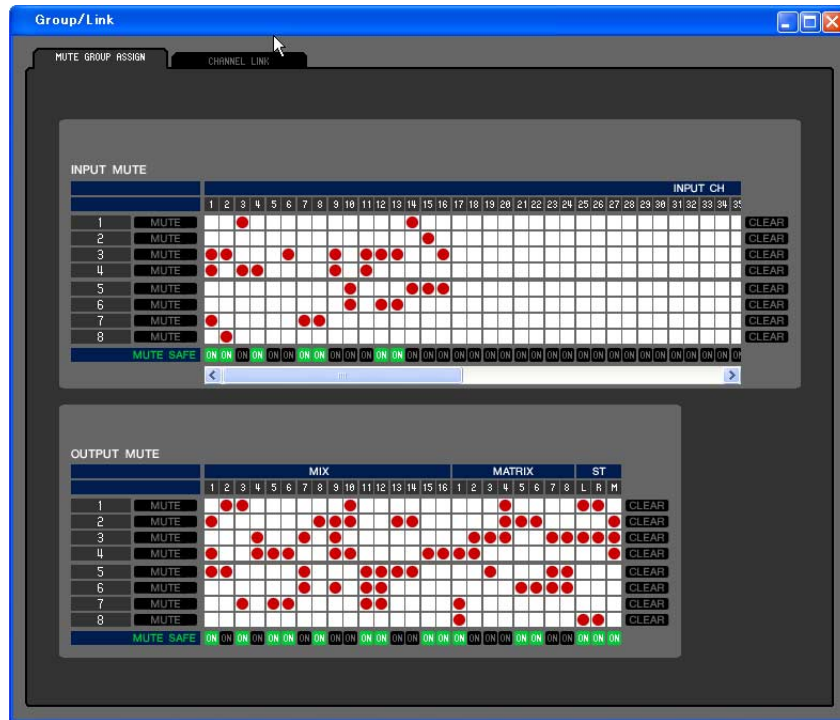 Group/Link
MUTE GROUP ASSIGN CHANNEL LINK
INPUT MUTE
INPUT CH
1 2 3 4 5 6 7 8 9 10 11 12 13 14 15 16 17 18 19 20 21 22 23 24 25 26 27 28 29 30 31 32 33 34 35
1 MUTE CLEAR
2 MUTE CLEAR
3 MUTE CLEAR
4 MUTE CLEAR
5 MUTE CLEAR
6 MUTE CLEAR
7 MUTE CLEAR
8 MUTE CLEAR
MUTE SAFE ON ON ON ON ON ON ON ON ON ON ON ON ON ON ON ON ON ON ON ON ON ON ON ON ON ON ON ON ON ON ON ON ON ON ON
OUTPUT MUTE
MIX MATRIX ST
1 2 3 4 5 6 7 8 9 10 11 12 13 14 15 16 1 2 3 4 5 6 7 8 L R M
1 MUTE CLEAR
2 MUTE CLEAR
3 MUTE CLEAR
4 MUTE CLEAR
5 MUTE CLEAR
6 MUTE CLEAR
7 MUTE CLEAR
8 MUTE CLEAR
MUTE SAFE ON ON ON ON ON ON ON ON ON ON ON ON ON ON ON ON ON ON ON ON ON ON ON ON ON ON ON